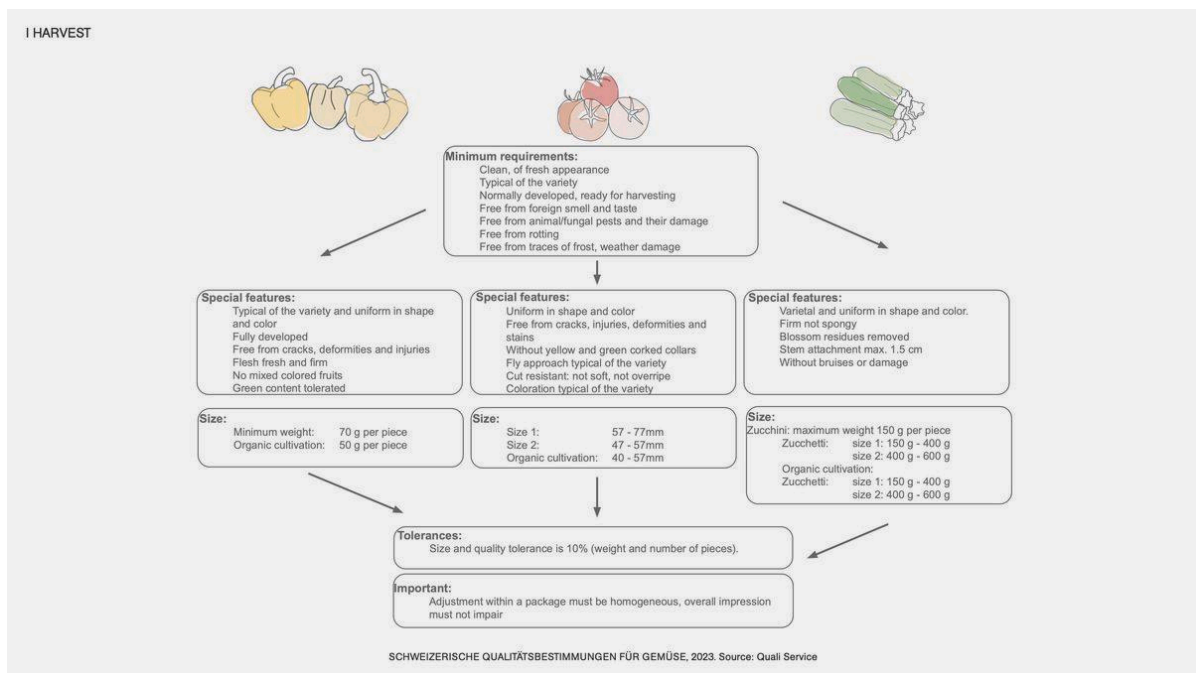 I HARVEST
Minimum requirements:
Clean, of fresh appearance
Typical of the variety
Normally developed, ready for harvesting
Free from foreign smell and taste
Free from animal/fungal pests and their damage
Free from rotting
Free from traces of frost, weather damage
Special features:
Typical of the variety and uniform in shape
and color
Fully developed
Free from cracks, deformities and injuries
Flesh fresh and firm
No mixed colored fruits
Green content tolerated
Special features:
Uniform in shape and color
Free from cracks, injuries, deformities and
stains
Without yellow and green corked collars
Fly approach typical of the variety
Cut resistant: not soft, not overripe
Coloration typical of the variety
Special features:
Varietal and uniform in shape and color.
Firm not spongy
Blossom residues removed
Stem attachment max. 1.5 cm
Without bruises or damage
Size:
Minimum weight: 70 g per piece
Organic cultivation: 50 g per piece
Size:
Size 1: 57 - 77mm
Size 2: 47 - 57mm
Organic cultivation: 40 - 57mm
Size:
Zucchini: maximum weight 150 g per piece
Zucchetti: size 1: 150 g - 400 g
size 2: 400 g - 600 g
Organic cultivation:
Zucchetti: size 1: 150 g - 400 g
size 2: 400 g - 600 g
Tolerances:
Size and quality tolerance is 10% (weight and number of pieces).
Important:
Adjustment within a package must be homogeneous, overall impression
must not impair
SCHWEIZERISCHE QUALITÄTSBESTIMMUNGEN FÜR GEMÜSE, 2023. Source: Quali Service